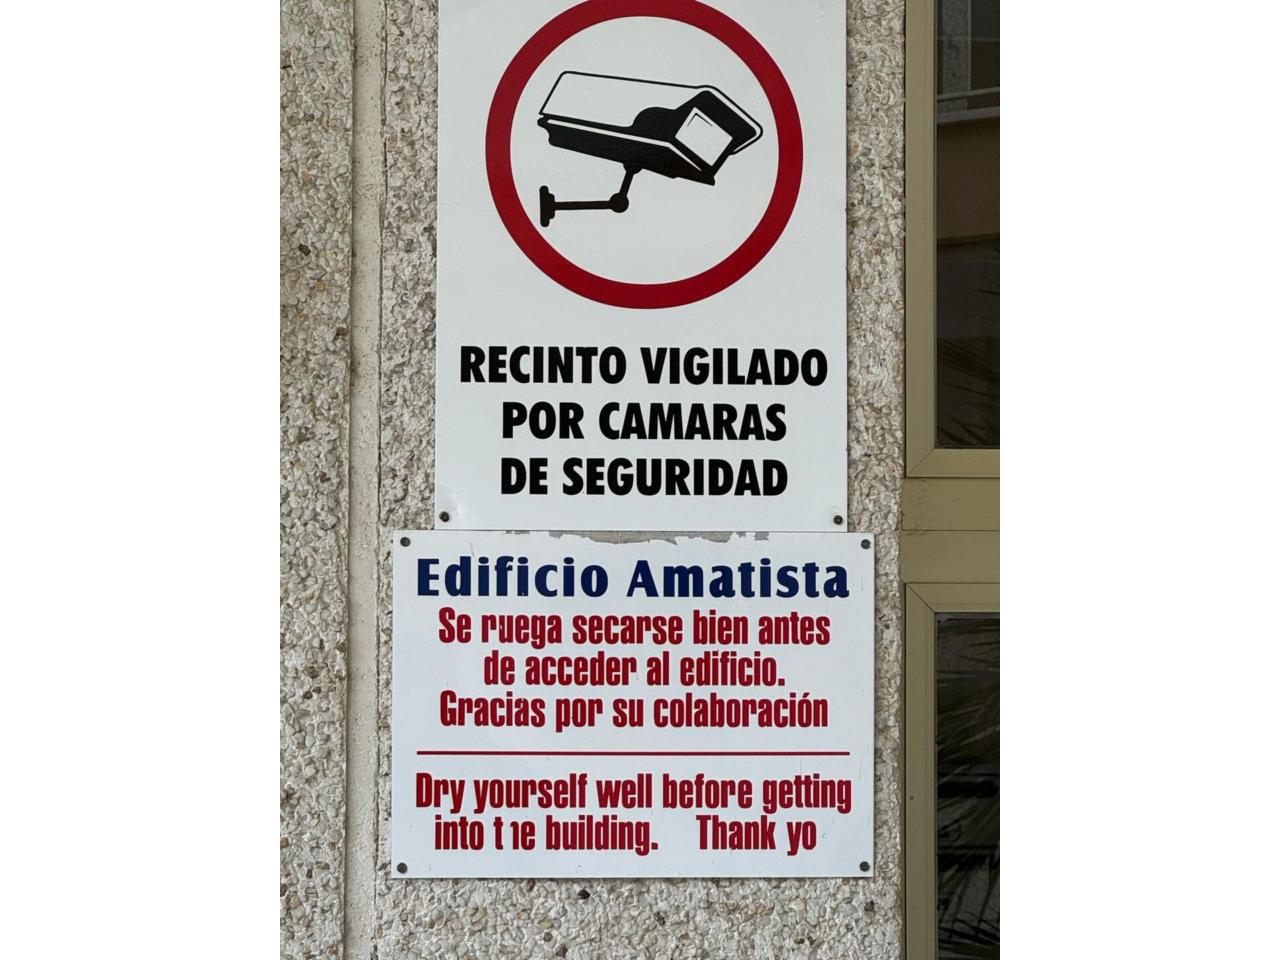 RECINTO VIGILADO
POR CAMARAS
DE SEGURIDAD
Edificio Amatista
Se ruega secarse bien antes
de acceder al edificio.
Gracias por su colaboración
Dry yourself well before getting
into t1e building. Thank yo